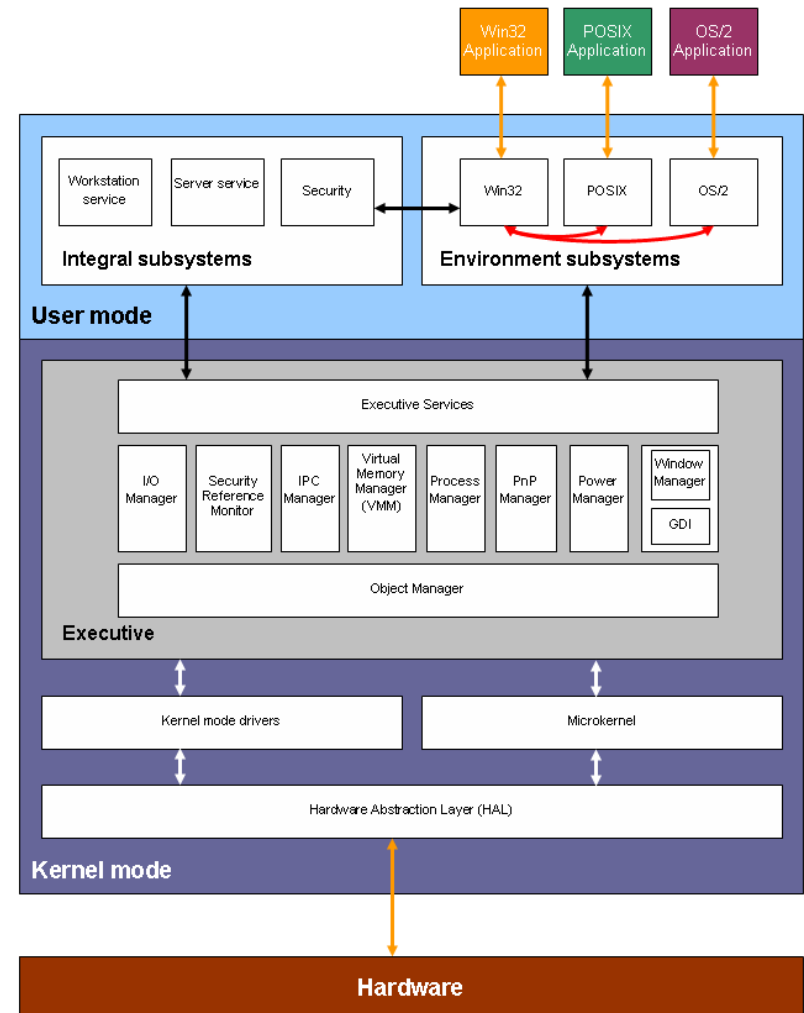 Win32
Application
POSIX
Application
OS/2
Application
Workstation
service
Server service
Security
Integral subsystems
Win32
POSIX
OS/2
Environment subsystems
User mode
Executive Services
I/O
Manager
Security
Reference
Monitor
IPC
Manager
Virtual
Memory
Manager
(VMM)
Process
Manager
PnP
Manager
Power
Manager
Window
Manager
GDI
Object Manager
Executive
Kernel mode drivers
Microkernel
Hardware Abstraction Layer (HAL)
Kernel mode
Hardware